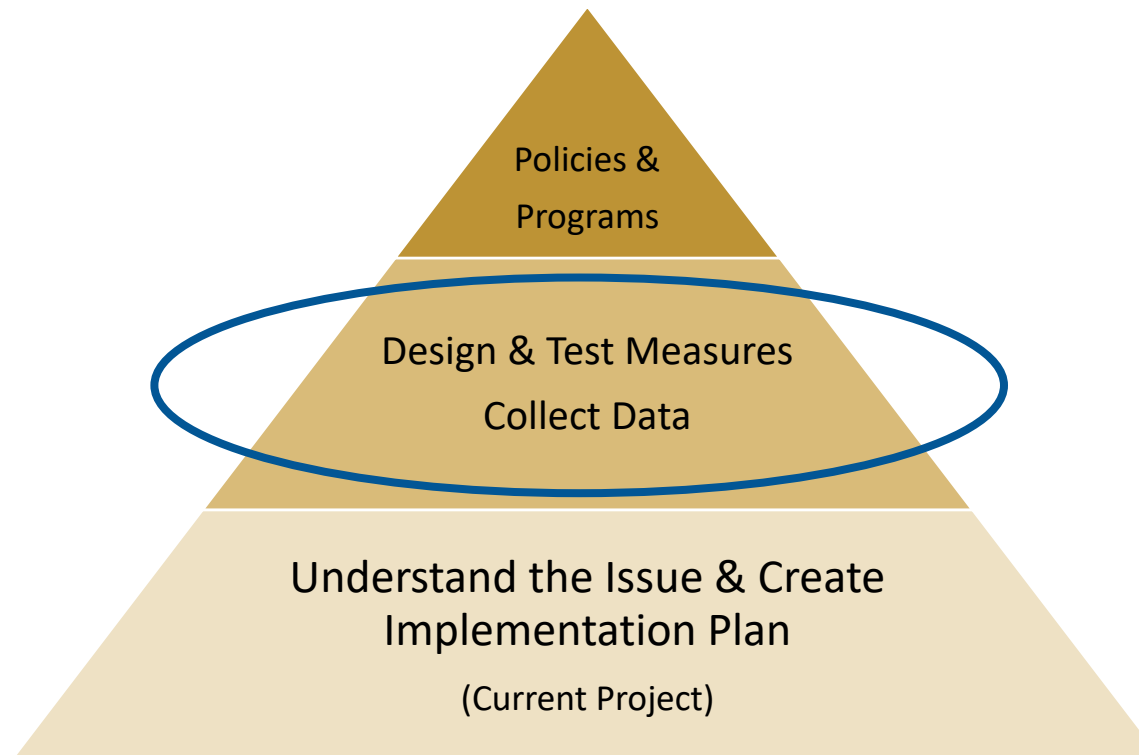 Policies &
Programs
Design & Test Measures
Collect Data
Understand the Issue & Create
Implementation Plan
(Current Project)